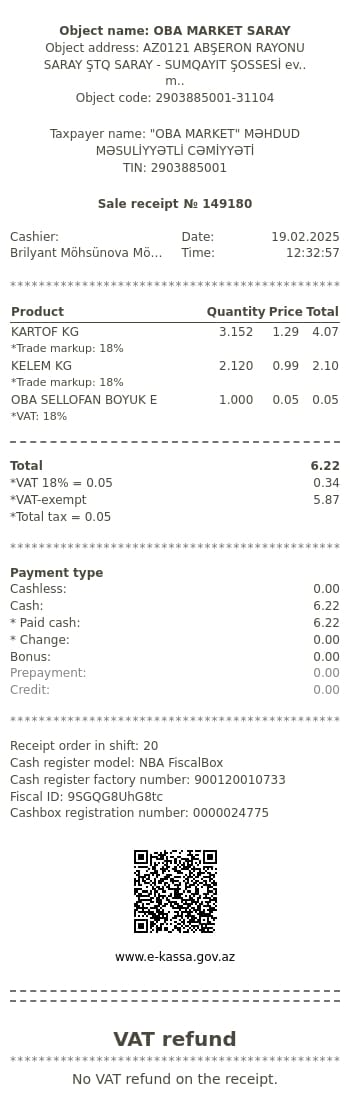 Object name: OBA MARKET SARAY
Object address: AZ0121 ABŞERON RAYONU
SARAY ŞTQ SARAY - SUMQAYIT ŞOSSESİ ev..
m..
Object code: 2903885001-31104
Taxpayer name: "OBA MARKET" MƏHDUD
MƏSULİYYƏTLİ CƏMİYYƏTİ
TIN: 2903885001
Sale receipt № 149180
Cashier: Date: 19.02.2025
Brilyant Möhsünova Mö... Time: 12:32:57
*********************************************
Product Quantity Price Total
KARTOF KG 3.152 1.29 4.07
*Trade markup: 18%
KELEM KG 2.120 0.99 2.10
*Trade markup: 18%
OBA SELLOFAN BOYUK E 1.000 0.05 0.05
*VAT: 18%
Total 6.22
*VAT 18% = 0.05 0.34
*VAT-exempt 5.87
*Total tax = 0.05
*********************************************
Payment type
Cashless: 0.00
Cash: 6.22
* Paid cash: 6.22
* Change: 0.00
Bonus: 0.00
Prepayment: 0.00
Credit: 0.00
*********************************************
Receipt order in shift: 20
Cash register model: NBA FiscalBox
Cash register factory number: 900120010733
Fiscal ID: 9SGQG8UhG8tc
Cashbox registration number: 0000024775
www.e-kassa.gov.az
VAT refund
*********************************************
No VAT refund on the receipt.